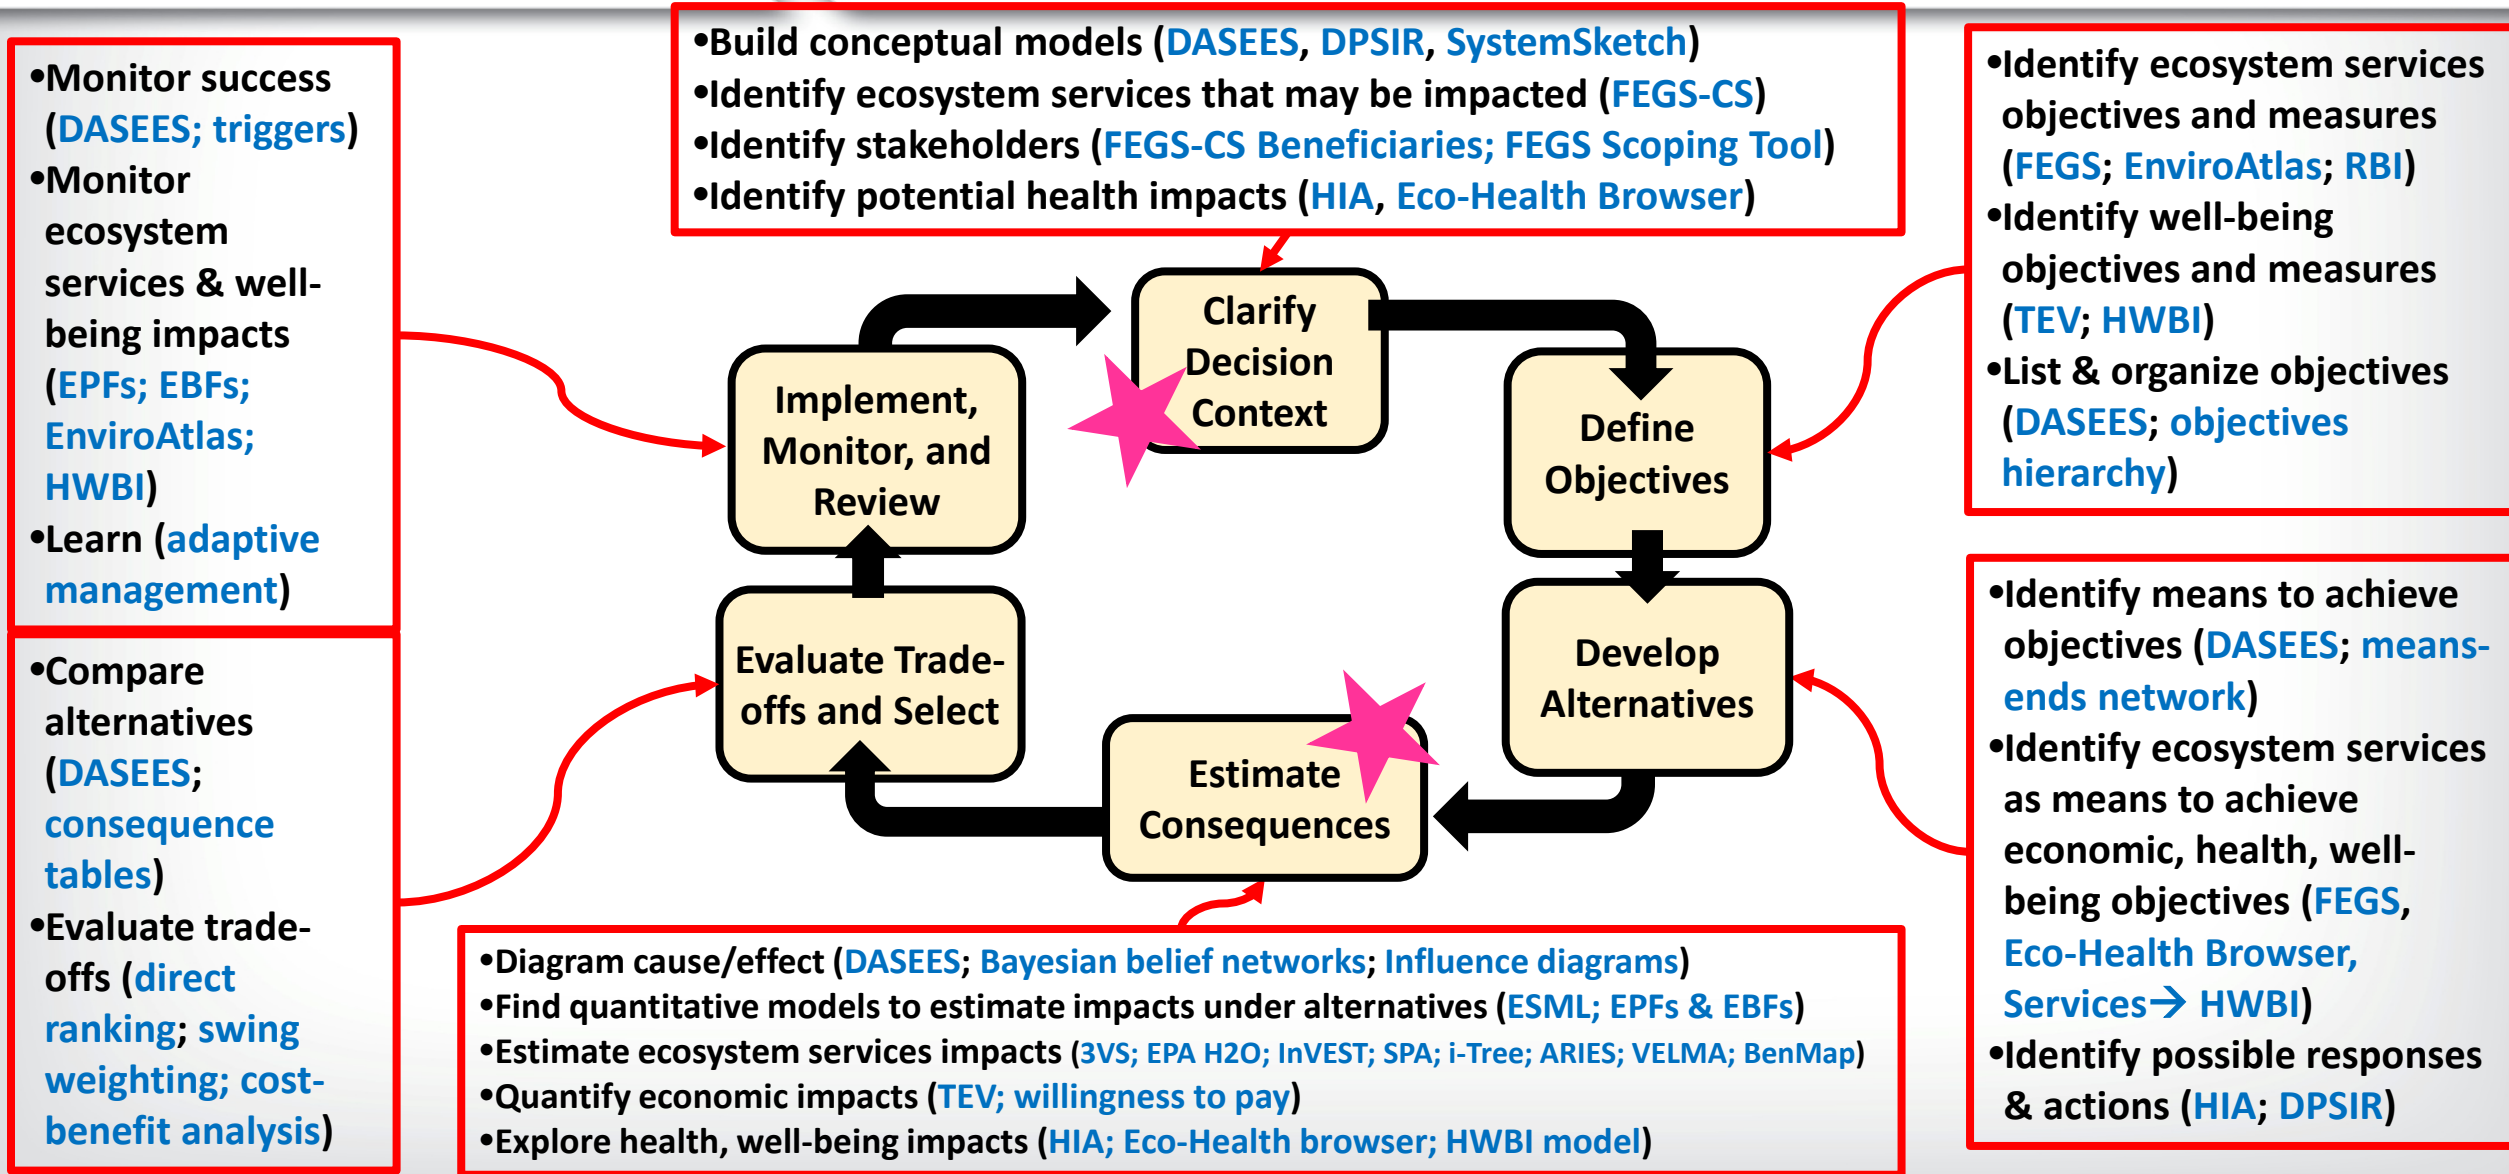 •Build conceptual models (DASEES, DPSIR, SystemSketch)
•Identify ecosystem services that may be impacted (FEGS-CS)
•Identify stakeholders (FEGS-CS Beneficiaries; FEGS Scoping Tool)
•Identify potential health impacts (HIA, Eco-Health Browser)
•Monitor success
(DASEES; triggers)
•Monitor
ecosystem
services & well-
being impacts
(EPFs; EBFs;
EnviroAtlas;
HWBI)
•Learn (adaptive
management)
•Identify ecosystem services
objectives and measures
(FEGS; EnviroAtlas; RBI)
•Identify well-being
objectives and measures
(TEV; HWBI)
•List & organize objectives
(DASEES; objectives
hierarchy)
Clarify
Decision
Context
Define
Objectives
Develop
Alternatives
Estimate
Consequences
Evaluate Trade-
offs and Select
Implement,
Monitor, and
Review
•Compare
alternatives
(DASEES;
consequence
tables)
•Evaluate trade-
offs (direct
ranking; swing
weighting; cost-
benefit analysis)
•Diagram cause/effect (DASEES; Bayesian belief networks; Influence diagrams)
•Find quantitative models to estimate impacts under alternatives (ESML; EPFs & EBFs)
•Estimate ecosystem services impacts (3VS; EPA H2O; InVEST; SPA; i-Tree; ARIES; VELMA; BenMap)
•Quantify economic impacts (TEV; willingness to pay)
•Explore health, well-being impacts (HIA; Eco-Health browser; HWBI model)
•Identify means to achieve
objectives (DASEES; means-
ends network)
•Identify ecosystem services
as means to achieve
economic, health, well-
being objectives (FEGS,
Eco-Health Browser,
Services→ HWBI)
•Identify possible responses
& actions (HIA; DPSIR)